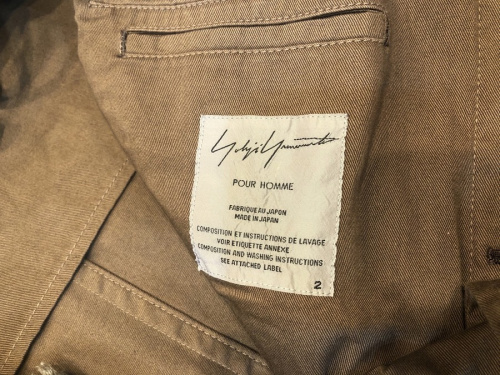 Yohji Yamamoto
POUR HOMME
FABRIQUE AU JAPON
MADE IN JAPAN
COMPOSITION ET INSTRUCTIONS DE LAVAGE
VOIR ETIQUETTE ANNEXE
COMPOSITION AND WASHING INSTRUCTIONS
SEE ATTACHED LABEL
2